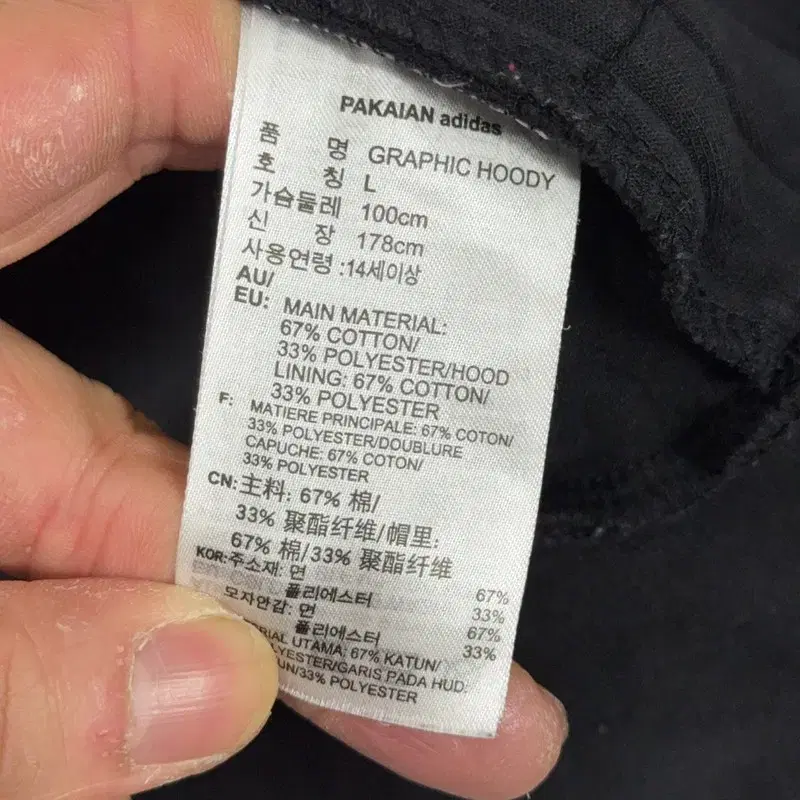 PAKAIAN adidas
품 명 GRAPHIC HOODY
호 칭 L
가슴둘레 100cm
신 장 178cm
사용연령 :14세이상
AU/
EU: MAIN MATERIAL:
67% COTTON/
33% POLYESTER/HOOD
LINING: 67% COTTON/
33% POLYESTER
F: MATIERE PRINCIPALE: 67% COTON/
33% POLYESTER/DOUBLURE
CAPUCHE: 67% COTON/
33% POLYESTER
CN:主料: 67% 棉/
33% 聚酯纤维/帽里:
67% 棉/33% 聚酯纤维
KOR:주소재: 면 67%
폴리에스터 33%
모자안감: 면 67%
폴리에스터 33%
UTAMA: 67% KATUN/
PADA HUD:
POLYESTER